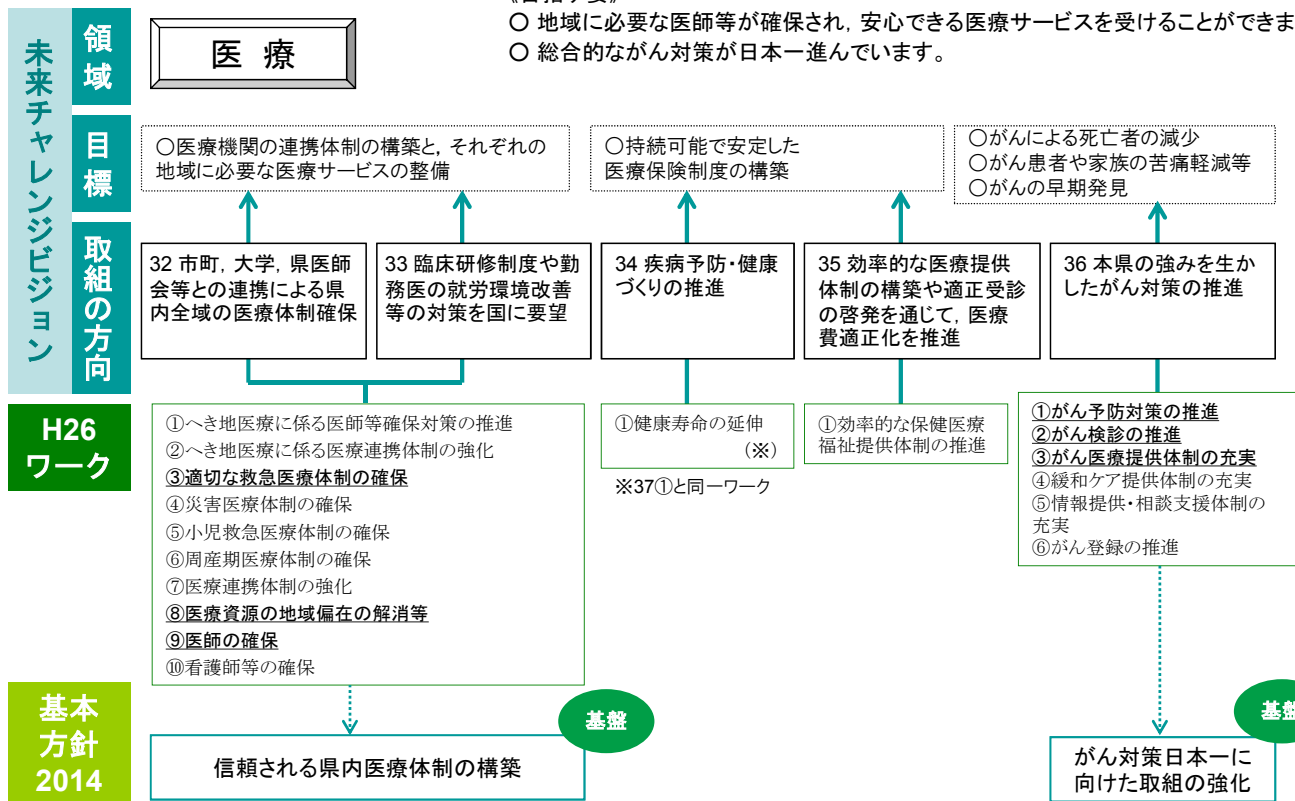 ○ 地域に必要な医師等が確保され, 安心できる医療サービスを受けることができま
○ 総合的ながん対策が日本一進んでいます。
未来チャレンジビジョン
領域
医 療
目標
○医療機関の連携体制の構築と, それぞれの
地域に必要な医療サービスの整備
○持続可能で安定した
医療保険制度の構築
○がんによる死亡者の減少
○がん患者や家族の苦痛軽減等
○がんの早期発見
取組の方向
32 市町, 大学, 県医師
会等との連携による県
内全域の医療体制確保
33 臨床研修制度や勤
務医の就労環境改善
等の対策を国に要望
34 疾病予防・健康
づくりの推進
35 効率的な医療提供
体制の構築や適正受診
の啓発を通じて, 医療
費適正化を推進
36 本県の強みを生か
したがん対策の推進
H26
ワーク
①へき地医療に係る医師等確保対策の推進
②へき地医療に係る医療連携体制の強化
③適切な救急医療体制の確保
④災害医療体制の確保
⑤小児救急医療体制の確保
⑥周産期医療体制の確保
⑦医療連携体制の強化
⑧医療資源の地域偏在の解消等
⑨医師の確保
⑩看護師等の確保
①健康寿命の延伸
(※)
※37①と同一ワーク
①効率的な保健医療
福祉提供体制の推進
①がん予防対策の推進
②がん検診の推進
③がん医療提供体制の充実
④緩和ケア提供体制の充実
⑤情報提供・相談支援体制の
充実
⑥がん登録の推進
基本
方針
2014
基盤
信頼される県内医療体制の構築
基盤
がん対策日本一に
向けた取組の強化